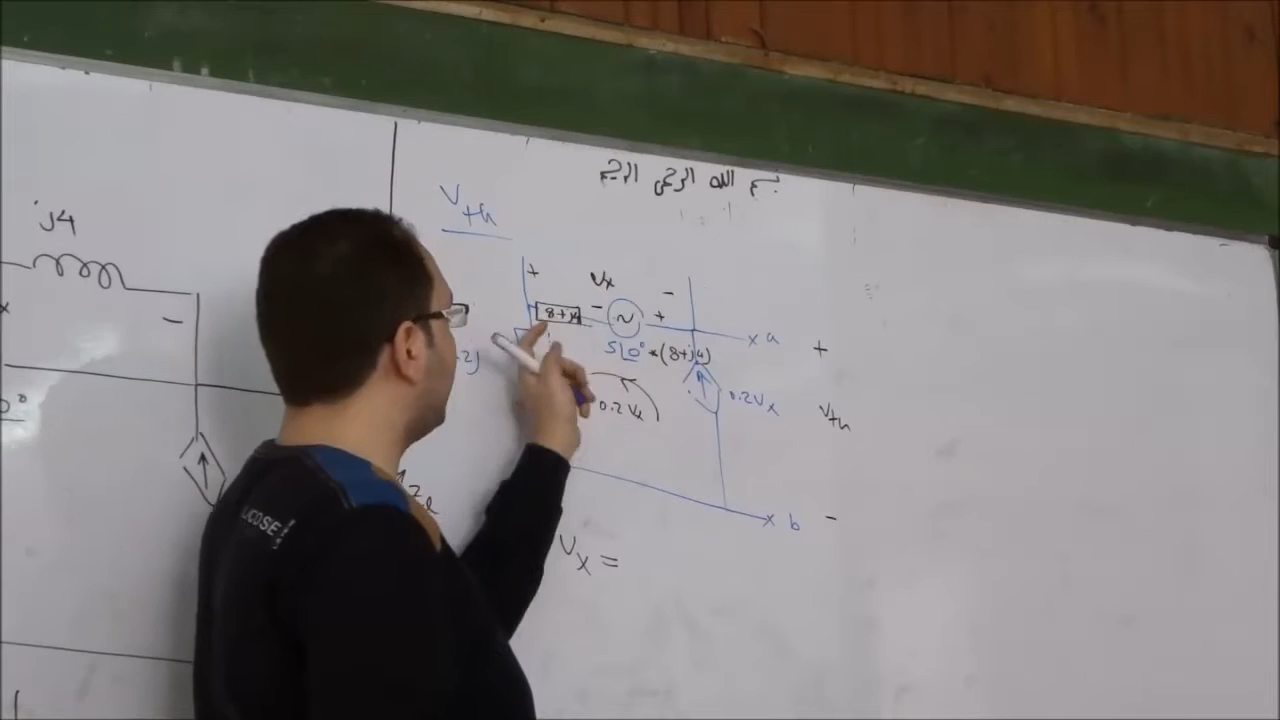 بسم الله الرحمن الرحيم
j4
Vth
+
Vx
-
8+j4
-
+
5∠0° *(8+j4)
a
+
-
0°
0.2Vx
0.2Vx
Vth
b
-
Vx =